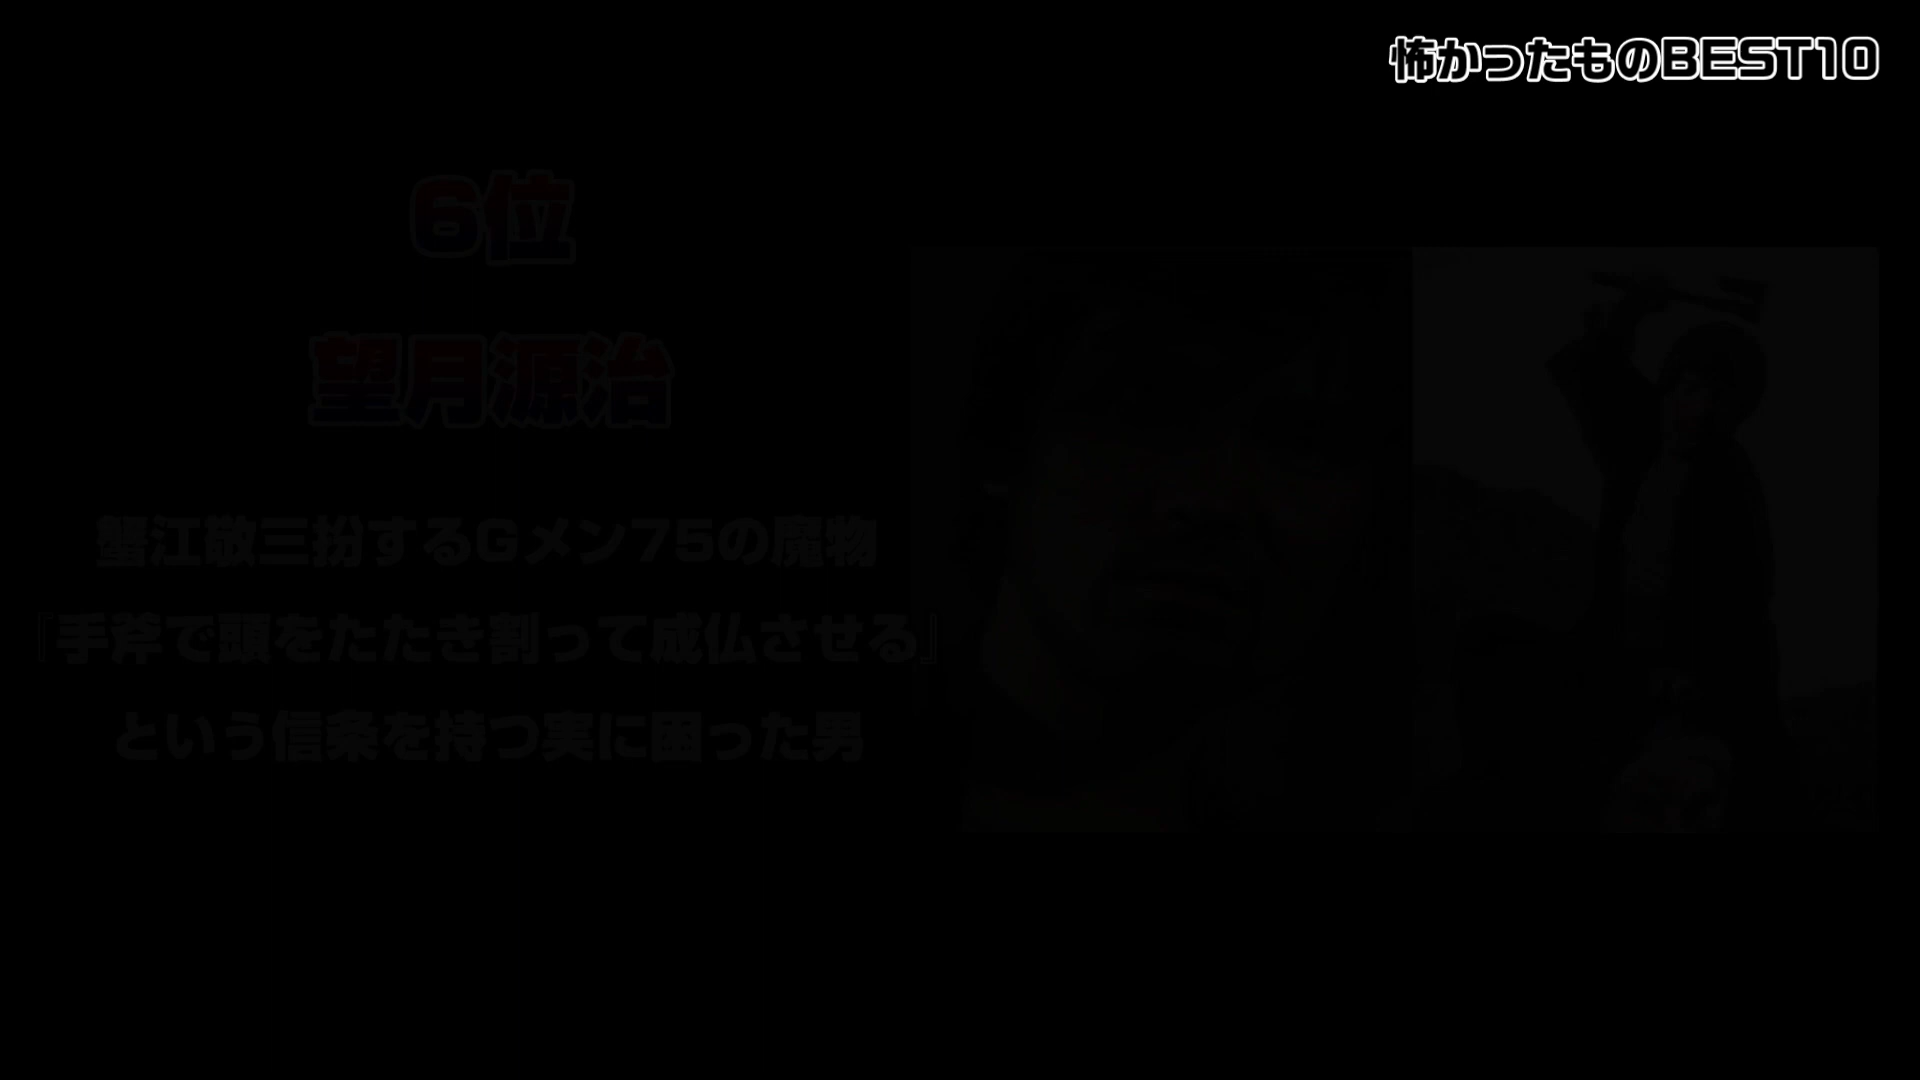 怖かったものBEST10
6位
望月源治
蟹江敬三扮するGメン75の魔物
『手斧で頭をたたき割って成仏させる』
という信条を持つ実に困った男